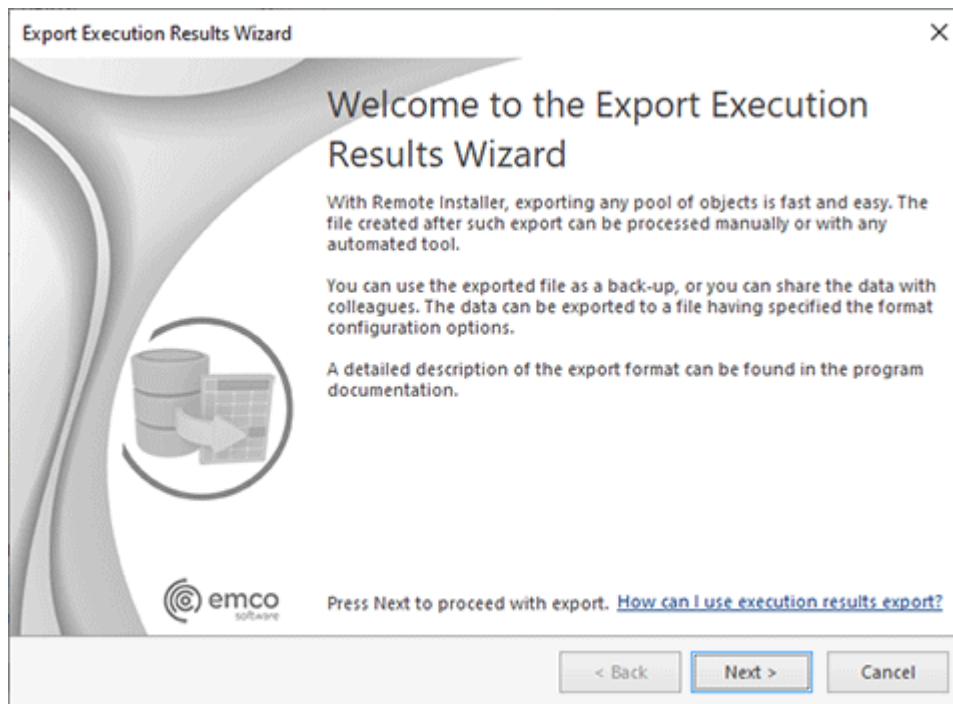 Export Execution Results Wizard
Welcome to the Export Execution
Results Wizard
With Remote Installer, exporting any pool of objects is fast and easy. The
file created after such export can be processed manually or with any
automated tool.
You can use the exported file as a back-up, or you can share the data with
colleagues. The data can be exported to a file having specified the format
configuration options.
A detailed description of the export format can be found in the program
documentation.
emco
software
Press Next to proceed with export. How can I use execution results export?
< Back Next > Cancel